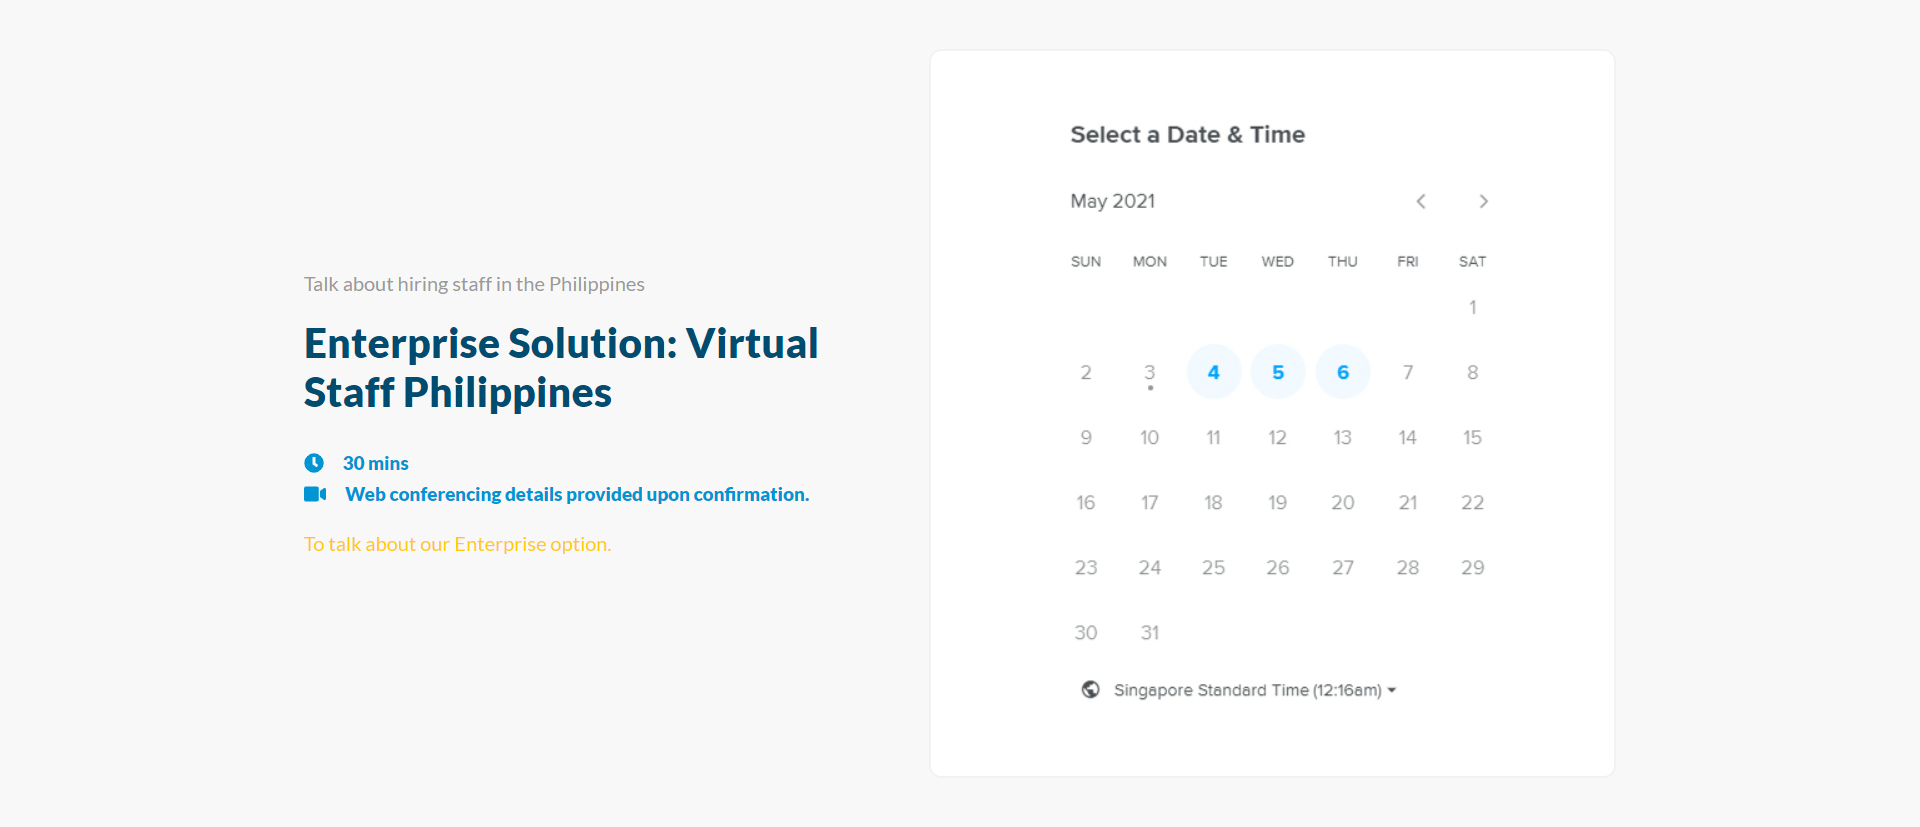 Talk about hiring staff in the Philippines
Enterprise Solution: Virtual
Staff Philippines
30 mins
Web conferencing details provided upon confirmation.
To talk about our Enterprise option.
Select a Date & Time
May 2021
SUN MON TUE WED THU FRI SAT
1
2 3 4 5 6 7 8
9 10 11 12 13 14 15
16 17 18 19 20 21 22
23 24 25 26 27 28 29
30 31
Singapore Standard Time (12:16am)